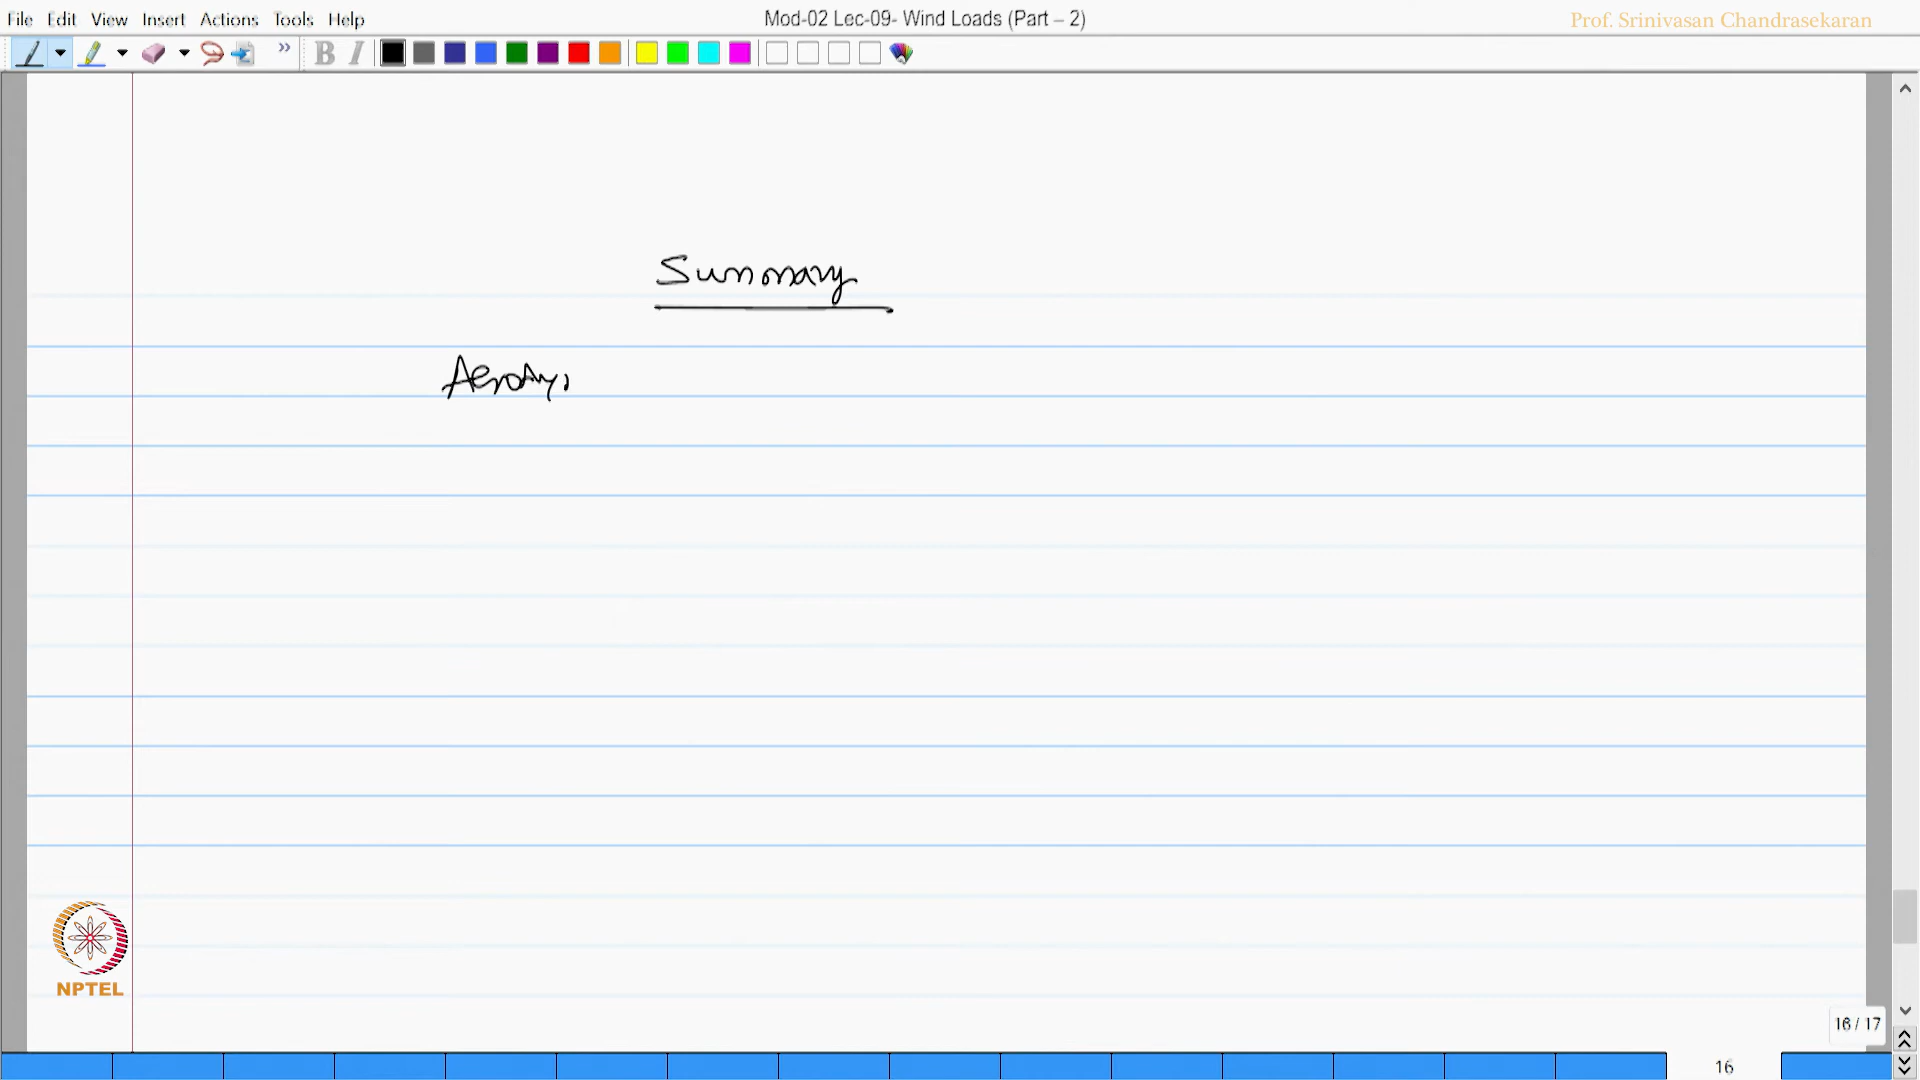 File Edit View Insert Actions Tools Help
Mod-02 Lec-09- Wind Loads (Part – 2)
Prof. Srinivasan Chandrasekaran
B I
Summary
Aerody
NPTEL
16 / 17
16